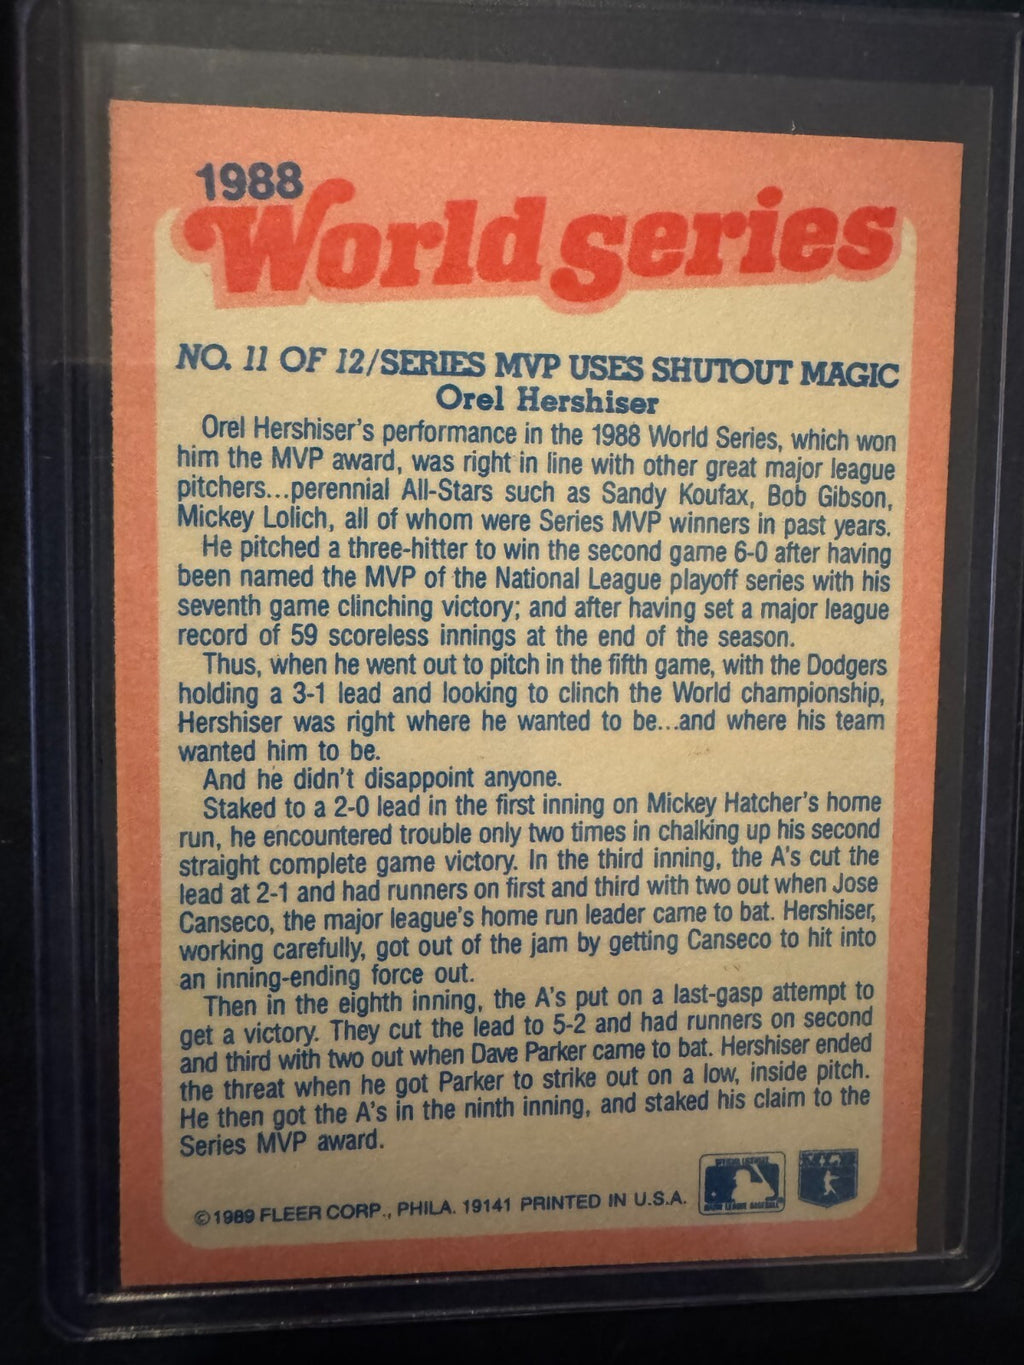 1988
World series
NO. 11 OF 12/SERIES MVP USES SHUTOUT MAGIC
Orel Hershiser
Orel Hershiser's performance in the 1988 World Series, which won
him the MVP award, was right in line with other great major league
pitchers...perennial All-Stars such as Sandy Koufax, Bob Gibson,
Mickey Lolich, all of whom were Series MVP winners in past years.
He pitched a three-hitter to win the second game 6-0 after having
been named the MVP of the National League playoff series with his
seventh game clinching victory; and after having set a major league
record of 59 scoreless innings at the end of the season.
Thus, when he went out to pitch in the fifth game, with the Dodgers
holding a 3-1 lead and looking to clinch the World championship,
Hershiser was right where he wanted to be...and where his team
wanted him to be.
And he didn't disappoint anyone.
Staked to a 2-0 lead in the first inning on Mickey Hatcher's home
run, he encountered trouble only two times in chalking up his second
straight complete game victory. In the third inning, the A's cut the
lead at 2-1 and had runners on first and third with two out when Jose
Canseco, the major league's home run leader came to bat. Hershiser,
working carefully, got out of the jam by getting Canseco to hit into
an inning-ending force out.
Then in the eighth inning, the A's put on a last-gasp attempt to
get a victory. They cut the lead to 5-2 and had runners on second
and third with two out when Dave Parker came to bat. Hershiser ended
the threat when he got Parker to strike out on a low, inside pitch.
He then got the A's in the ninth inning, and staked his claim to the
Series MVP award.
©1989 FLEER CORP., PHILA. 19141 PRINTED IN U.S.A.